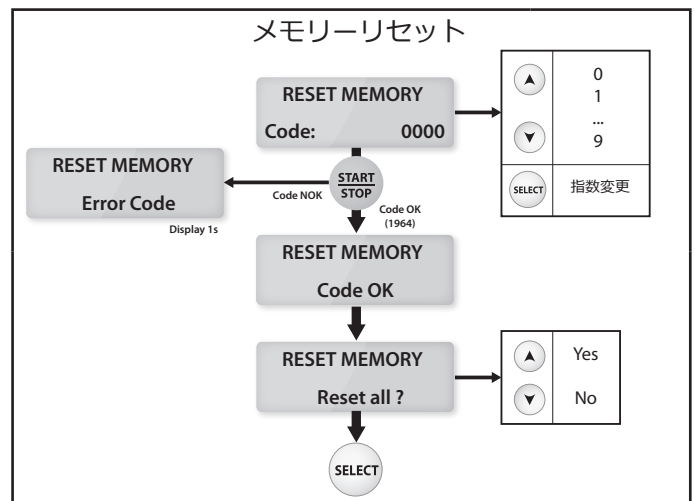 メモリーリセット
RESET MEMORY
Code: 0000
0
1
...
9
SELECT 指数変更
RESET MEMORY
Error Code
Display 1s
Code NOK
START
STOP
Code OK
(1964)
RESET MEMORY
Code OK
RESET MEMORY
Reset all ?
Yes
No
SELECT